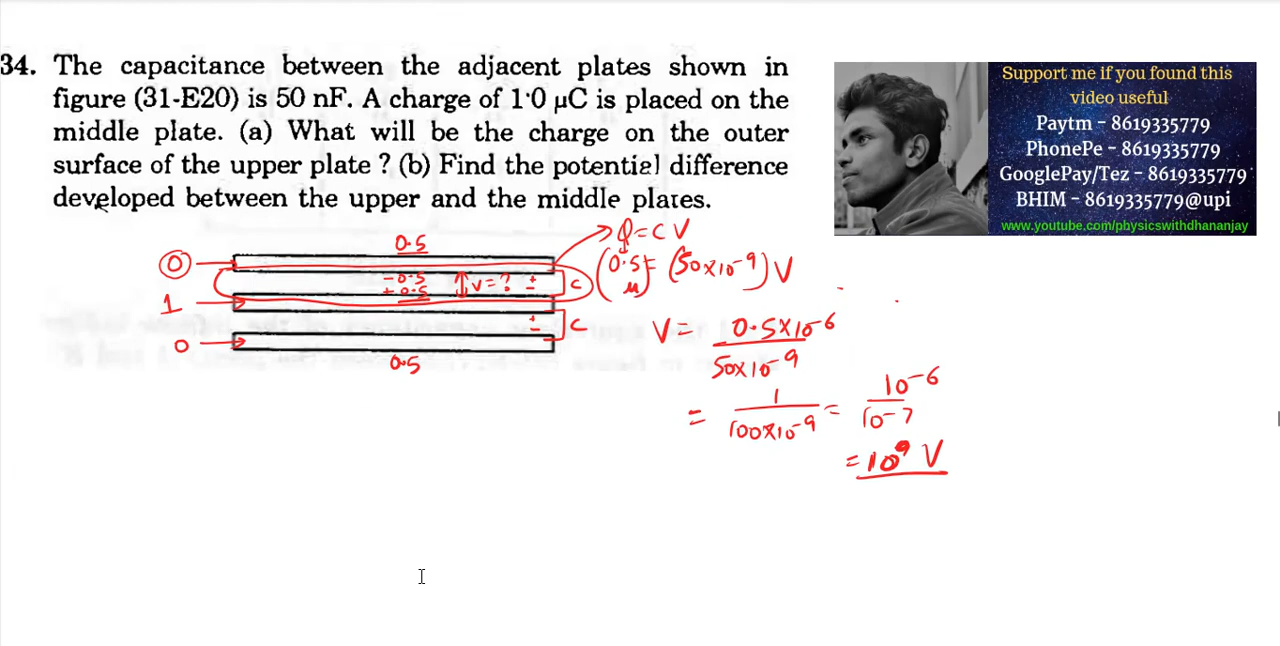 34. The capacitance between the adjacent plates shown in
figure (31-E20) is 50 nF. A charge of 1·0 μC is placed on the
middle plate. (a) What will be the charge on the outer
surface of the upper plate ? (b) Find the potential difference
developed between the upper and the middle plates.
Support me if you found this
video useful
Paytm - 8619335779
PhonePe - 8619335779
GooglePay/Tez - 8619335779
BHIM - 8619335779@upi
www.youtube.com/physicswithdhananjay
0.5
0
-0.5
+0.5
V=?
+
-
C
1
+
-
C
0
0.5
Q=CV
(0.5 μ) = (50×10-9)V
V = 0.5×10-6
50×10-9
= 1 = 10-6
100×10-9 10-7
= 10 V